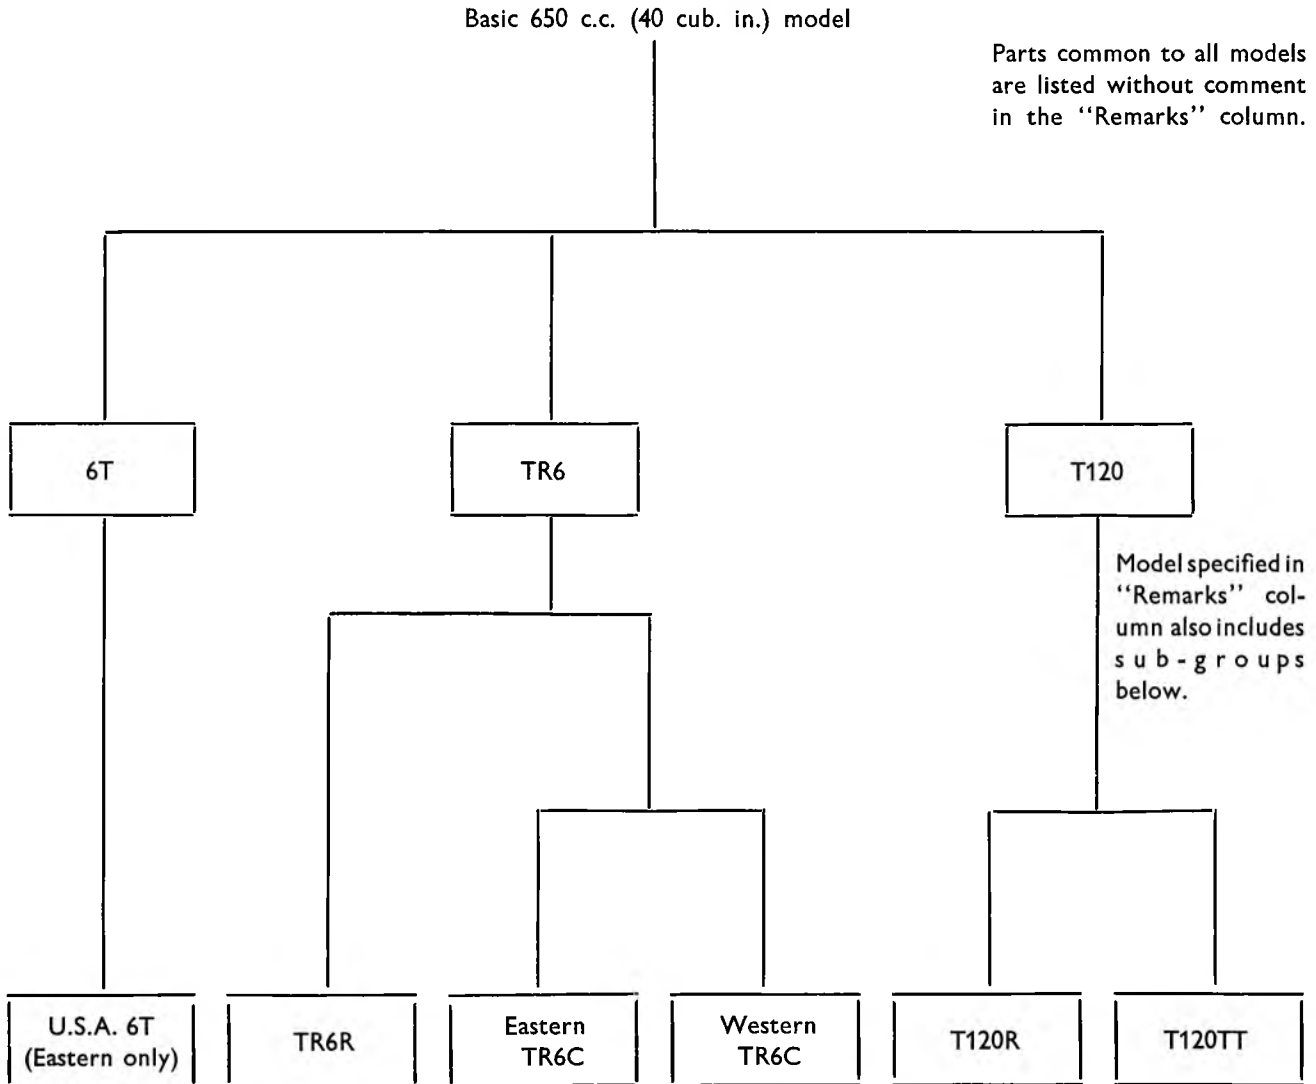 Basic 650 c.c. (40 cub. in.) model
Parts common to all models
are listed without comment
in the “Remarks” column.
6T
TR6
T120
Model specified in
“Remarks” col-
umn also includes
sub-groups
below.
U.S.A. 6T
(Eastern only)
TR6R
Eastern
TR6C
Western
TR6C
T120R
T120TT